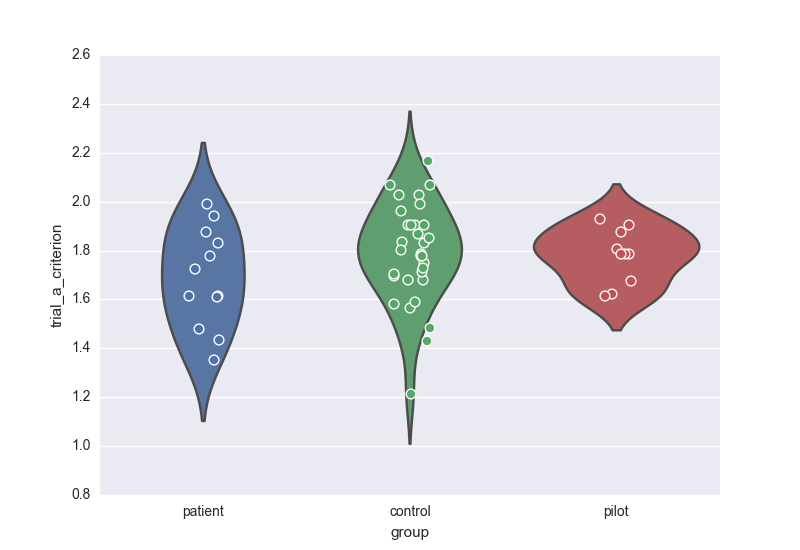 2.6
2.4
2.2
2.0
1.8
1.6
1.4
1.2
1.0
0.8
trial_a_criterion
patient
control
pilot
group